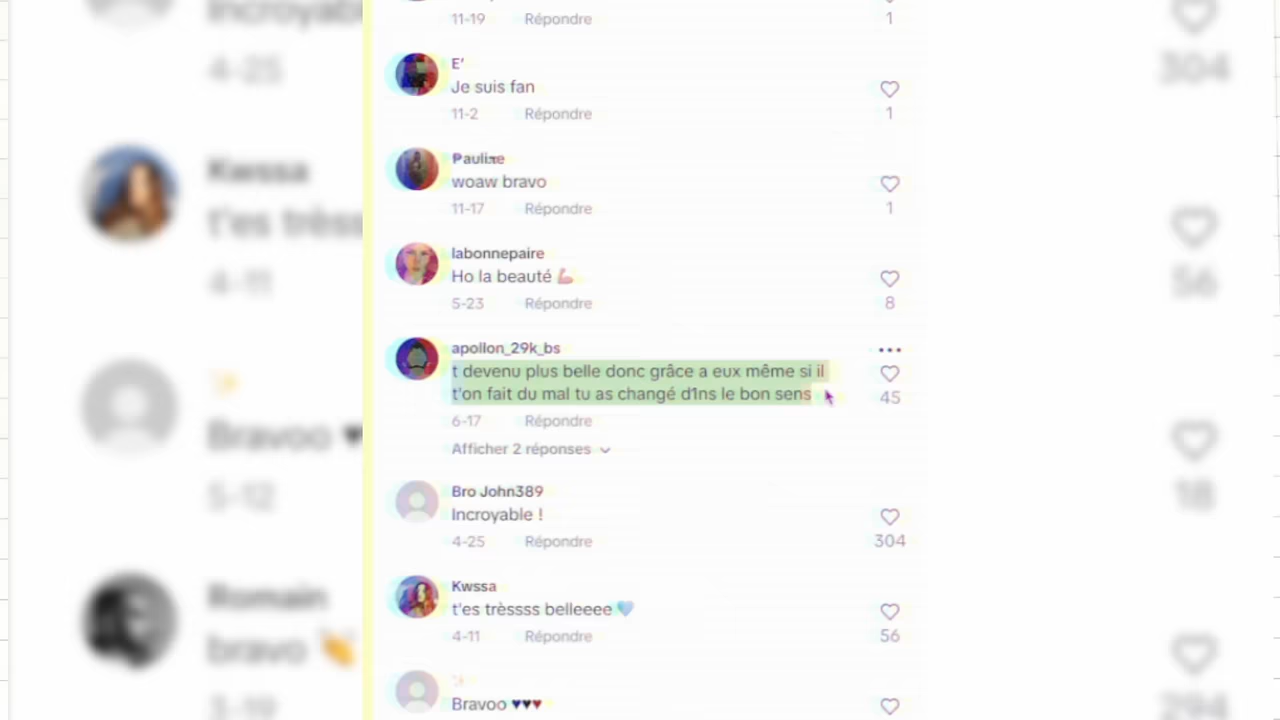 11-19 Répondre 1
E'
Je suis fan
11-2 Répondre 1
Pauline
woaw bravo
11-17 Répondre 1
labonnepaire
Ho la beauté 💪
5-23 Répondre 8
apollon_29k_bs
t devenu plus belle donc grâce a eux même si il
t'on fait du mal tu as changé d1ns le bon sens
45
6-17 Répondre
Afficher 2 réponses
Bro John389
Incroyable !
4-25 Répondre 304
Kwssa
t'es trèssss belleeee 🩵
4-11 Répondre 56
✨
Bravoo ♥♥♥
4-25
304
Kwssa
t'es trèss
4-11
56
✨
Bravoo ♥
5-12
18
Romain
bravo 👏
3-19
294